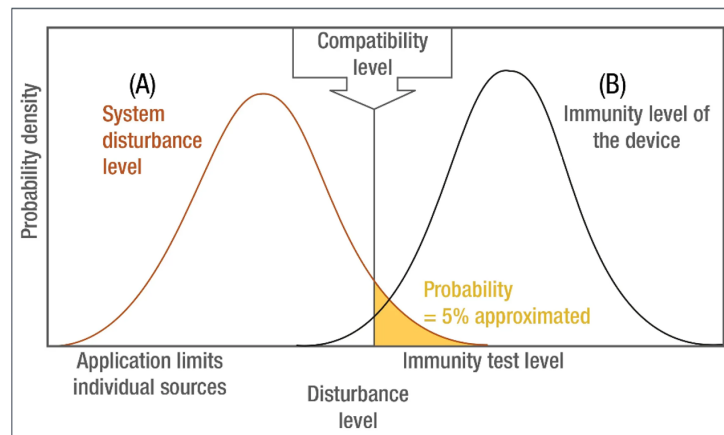 Compatibility
level
(A)
System
disturbance
level
(B)
Immunity level of
the device
Probability density
Probability
= 5% approximated
Application limits
individual sources
Immunity test level
Disturbance
level